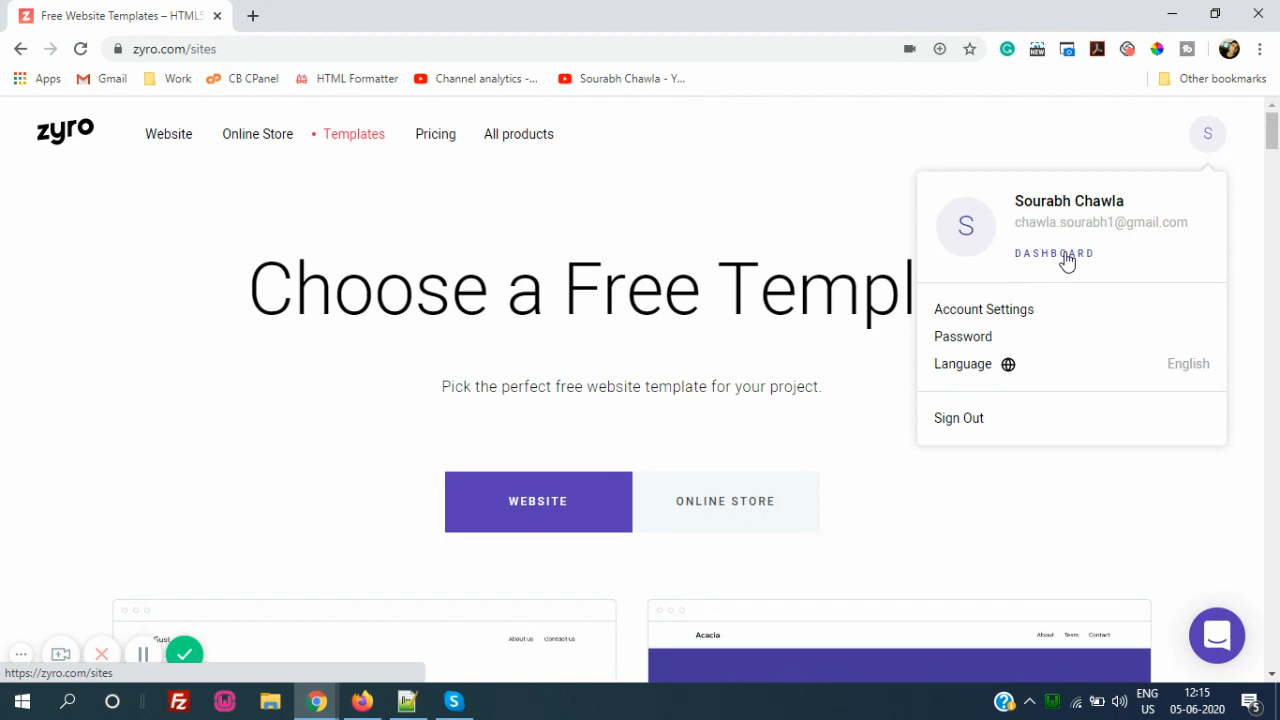 Free Website Templates – HTML5
zyro.com/sites
Apps
Gmail
Work
CB CPanel
HTML Formatter
Channel analytics -...
Sourabh Chawla - Y...
Other bookmarks
NEW
zyro
Website
Online Store
• Templates
Pricing
All products
S
S
Sourabh Chawla
chawla.sourabh1@gmail.com
DASHBOARD
Account Settings
Password
Language
English
Sign Out
Choose a Free Templ
Pick the perfect free website template for your project.
WEBSITE
ONLINE STORE
Gust
About us
Contact us
Acacia
About
Team
Contact
https://zyro.com/sites
ENG
US
12:15
05-06-2020
5